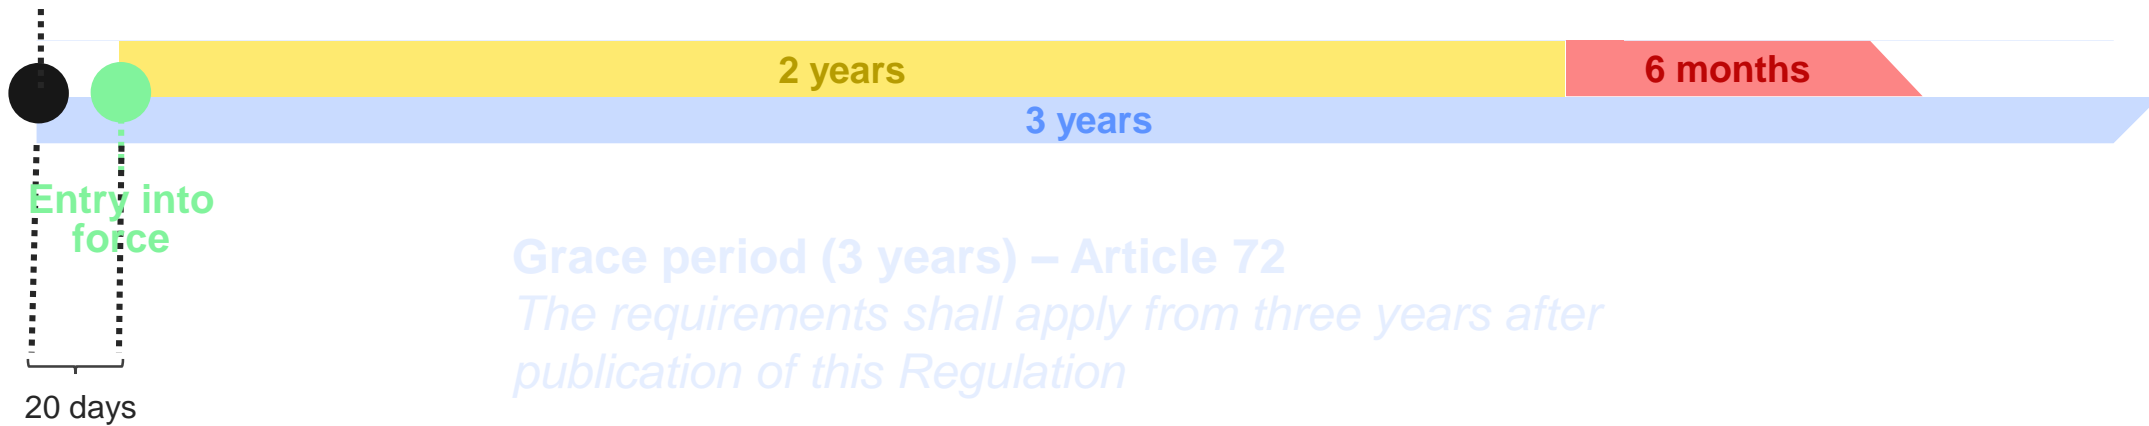 2 years
6 months
3 years
Entry into
force
Grace period (3 years) – Article 72
The requirements shall apply from three years after
publication of this Regulation
20 days